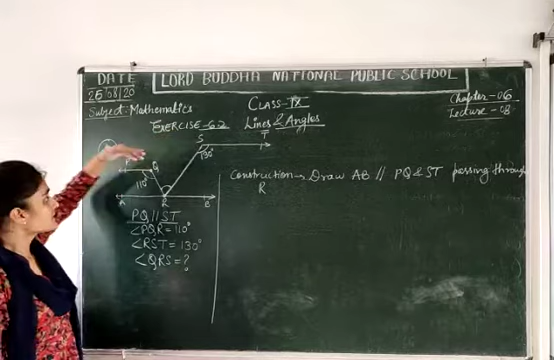 DATE
25/08/20
LORD BUDDHA NATIONAL PUBLIC SCHOOL
Subject: Mathematics
CLASS-IX
Chapter-06
Lecture-08
EXERCISE-6.2
Lines & Angles
S
T
130°
Q
110°
A
R
B
PQ // ST
∠PQR = 110°
∠RST = 130°
∠QRS = ?
Construction → Draw AB // PQ & ST passing through
R